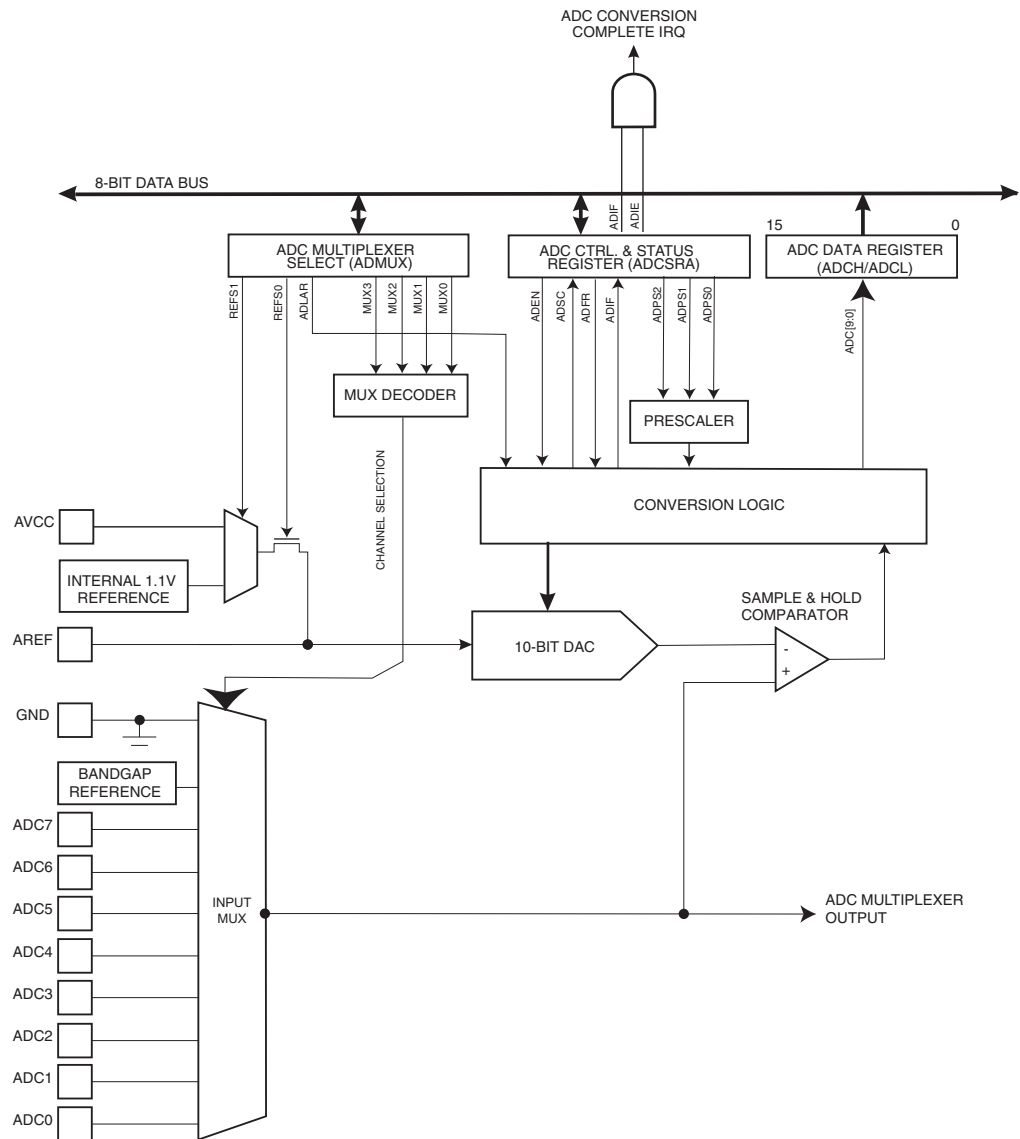 ADC CONVERSION
COMPLETE IRQ
8-BIT DATA BUS
ADIF
ADIE
15
0
ADC MULTIPLEXER
SELECT (ADMUX)
ADC CTRL. & STATUS
REGISTER (ADCSRA)
ADC DATA REGISTER
(ADCH/ADCL)
REFS1
REFS0
ADLAR
MUX3
MUX2
MUX1
MUX0
ADEN
ADSC
ADFR
ADIF
ADPS2
ADPS1
ADPS0
ADC[9:0]
MUX DECODER
PRESCALER
CHANNEL SELECTION
CONVERSION LOGIC
AVCC
INTERNAL 1.1V
REFERENCE
SAMPLE & HOLD
COMPARATOR
AREF
10-BIT DAC
-
+
GND
BANDGAP
REFERENCE
ADC7
ADC6
ADC5
ADC4
ADC3
ADC2
ADC1
ADC0
INPUT
MUX
ADC MULTIPLEXER
OUTPUT